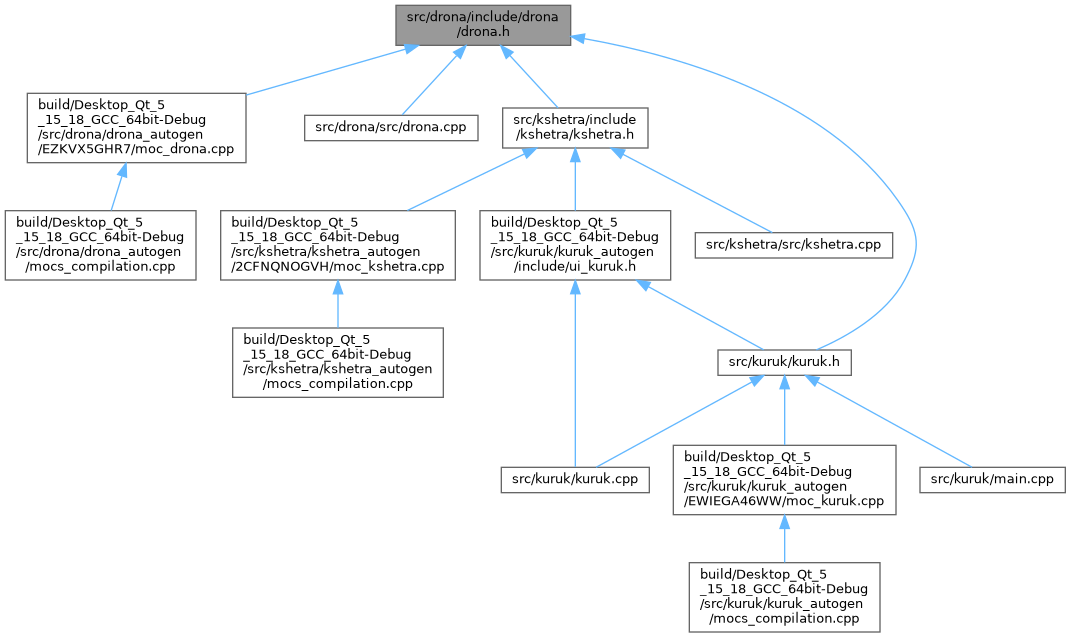 src/drona/include/drona
/drona.h
build/Desktop_Qt_5
_15_18_GCC_64bit-Debug
/src/drona/drona_autogen
/EZKVX5GHR7/moc_drona.cpp
src/drona/src/drona.cpp
src/kshetra/include
/kshetra/kshetra.h
build/Desktop_Qt_5
_15_18_GCC_64bit-Debug
/src/drona/drona_autogen
/mocs_compilation.cpp
build/Desktop_Qt_5
_15_18_GCC_64bit-Debug
/src/kshetra/kshetra_autogen
/2CFNQNOGVH/moc_kshetra.cpp
build/Desktop_Qt_5
_15_18_GCC_64bit-Debug
/src/kuruk/kuruk_autogen
/include/ui_kuruk.h
src/kshetra/src/kshetra.cpp
build/Desktop_Qt_5
_15_18_GCC_64bit-Debug
/src/kshetra/kshetra_autogen
/mocs_compilation.cpp
src/kuruk/kuruk.h
src/kuruk/kuruk.cpp
build/Desktop_Qt_5
_15_18_GCC_64bit-Debug
/src/kuruk/kuruk_autogen
/EWIEGA46WW/moc_kuruk.cpp
src/kuruk/main.cpp
build/Desktop_Qt_5
_15_18_GCC_64bit-Debug
/src/kuruk/kuruk_autogen
/mocs_compilation.cpp